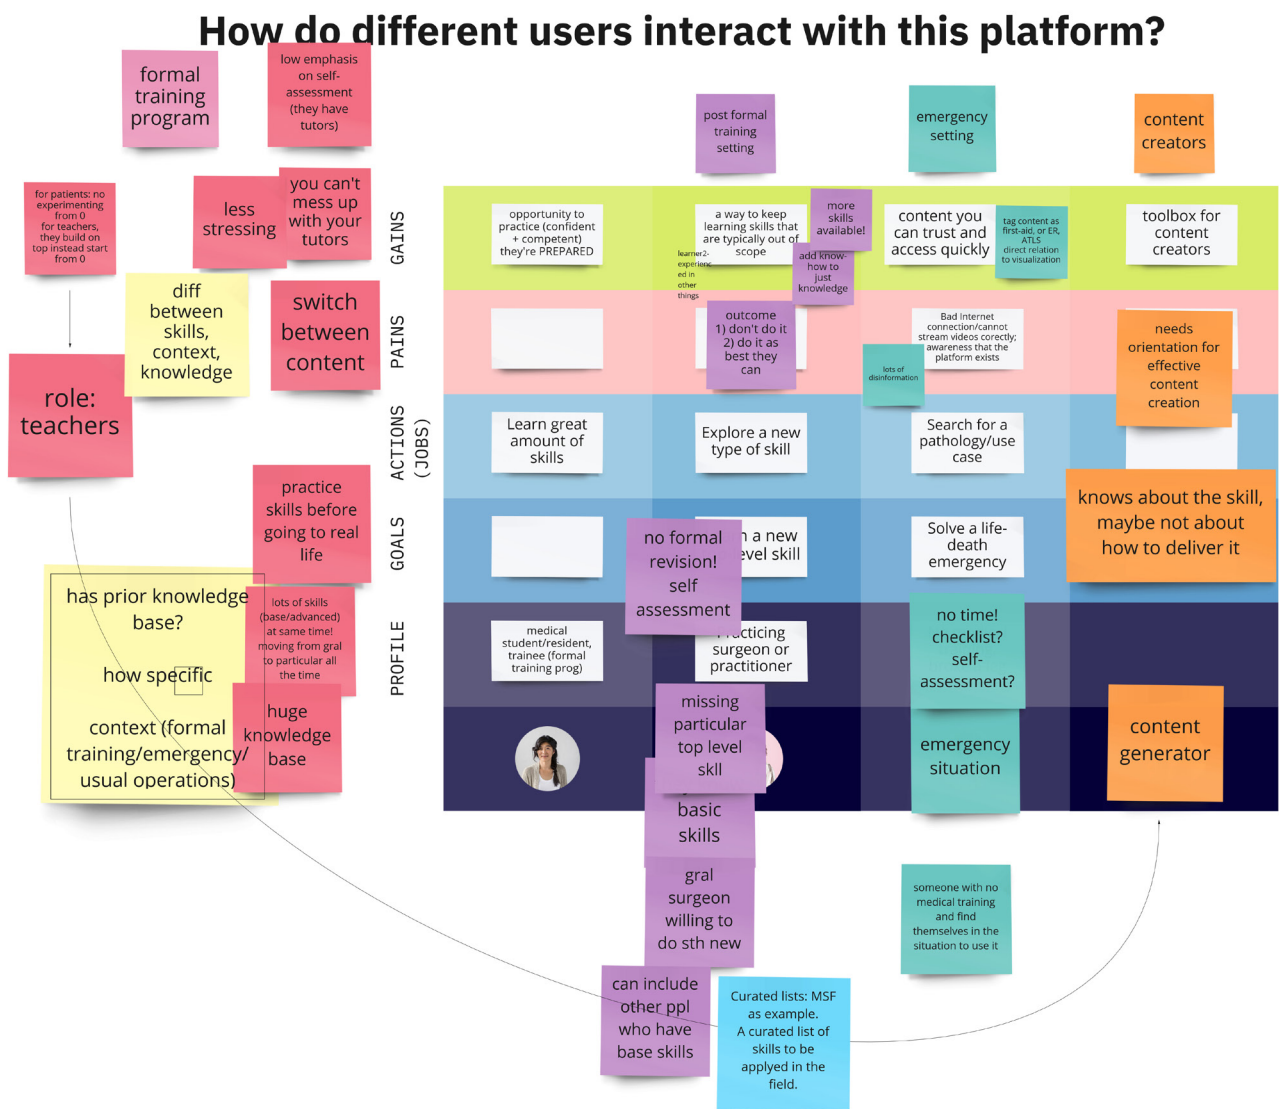 How do different users interact with this platform?
formal
training
program
low emphasis
on self-
assessment
(they have
tutors)
post formal
training
setting
emergency
setting
content
creators
for patients: no
experimenting
from 0
for teachers,
they build on
top instead start
from 0
less
stressing
you can't
mess up
with your
tutors
GAINS
opportunity to
practice (confident
+ competent)
they're PREPARED
a way to keep
learning skills that
are typically out of
scope
more
skills
available!
learner2-
experienc
ed in
other
things
add know-
how to
just
knowledge
content you
can trust and
access quickly
tag content as
first-aid, or ER,
ATLS
direct relation
to visualization
toolbox for
content
creators
diff
between
skills,
context,
knowledge
switch
between
content
PAINS
outcome
1) don't do it
2) do it as
best they
can
Bad Internet
connection/cannot
stream videos corectly;
awareness that the
platform exists
lots of
disinformation
needs
orientation for
effective
content
creation
role:
teachers
ACTIONS
(JOBS)
Learn great
amount of
skills
Explore a new
type of skill
Search for a
pathology/use
case
practice
skills before
going to real
life
GOALS
no formal
revision!
self
assessment
n a new
evel skill
Solve a life-
death
emergency
knows about the skill,
maybe not about
how to deliver it
has prior knowledge
base?
how specific
context (formal
training/emergency/
usual operations)
lots of skills
(base/advanced)
at same time!
moving from gral
to particular all
the time
huge
knowledge
base
PROFILE
medical
student/resident,
trainee (formal
training prog)
Practicing
surgeon or
practitioner
no time!
checklist?
self-
assessment?
missing
particular
top level
skll
basic
skills
gral
surgeon
willing to
do sth new
can include
other ppl
who have
base skills
emergency
situation
content
generator
someone with no
medical training
and find
themselves in the
situation to use it
Curated lists: MSF
as example.
A curated list of
skills to be
applyed in the
field.